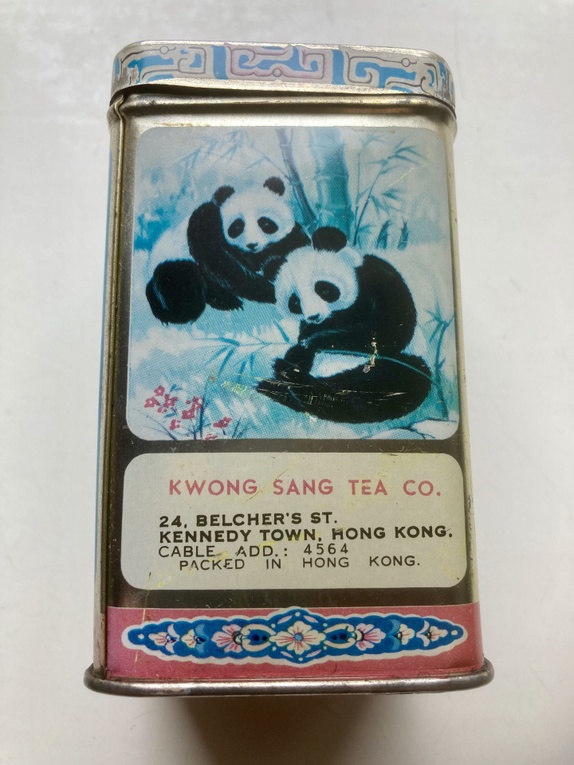 KWONG SANG TEA CO.
24, BELCHER'S ST.
KENNEDY TOWN, HONG KONG.
CABLE ADD.: 4564
PACKED IN HONG KONG.